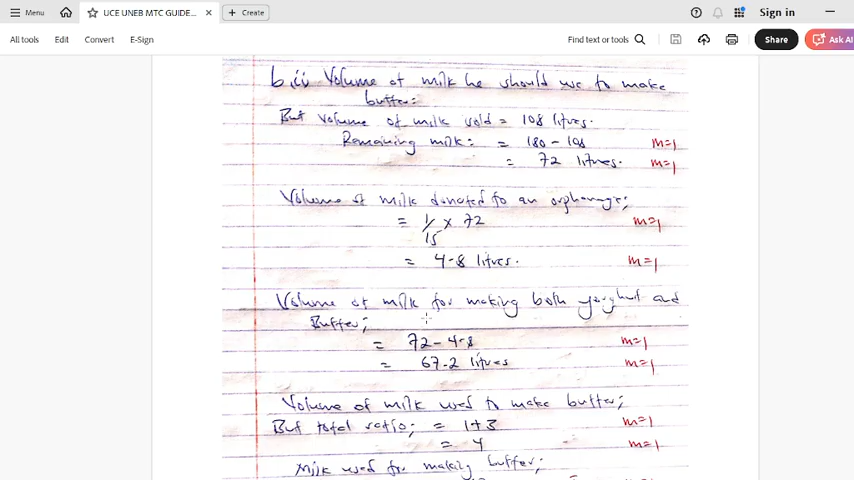 Menu
UCE UNEB MTC GUIDE...
Create
Sign in
All tools
Edit
Convert
E-Sign
Find text or tools
Share
Ask AI
b.ii Volume of milk he should use to make
butter:
But volume of milk sold = 108 litres.
Remaining milk: = 180 - 108 m=1
= 72 litres. m=1
Volume of milk donated to an orphanage;
= 1/15 x 72 m=1
= 4.8 litres. m=1
Volume of milk for making both yorghurt and
Butter;
= 72 - 4.8 m=1
= 67.2 litres m=1
Volume of milk used to make butter;
But total ratio; = 1+3 m=1
= 4 m=1
Milk used for making butter;